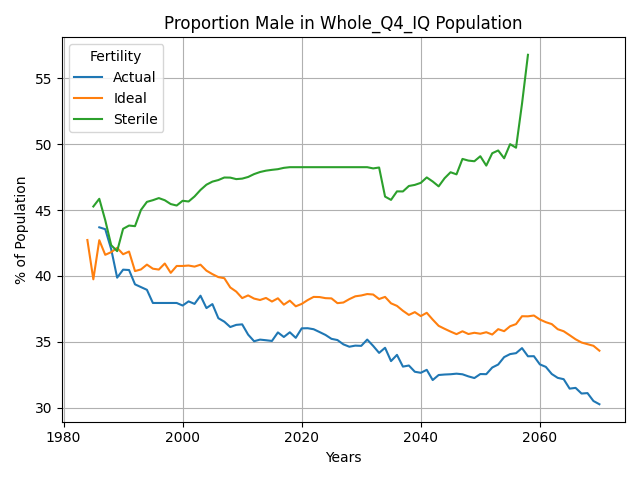 Proportion Male in Whole_Q4_IQ Population
Fertility
Actual
Ideal
Sterile
% of Population
55
50
45
40
35
30
1980
2000
2020
2040
2060
Years